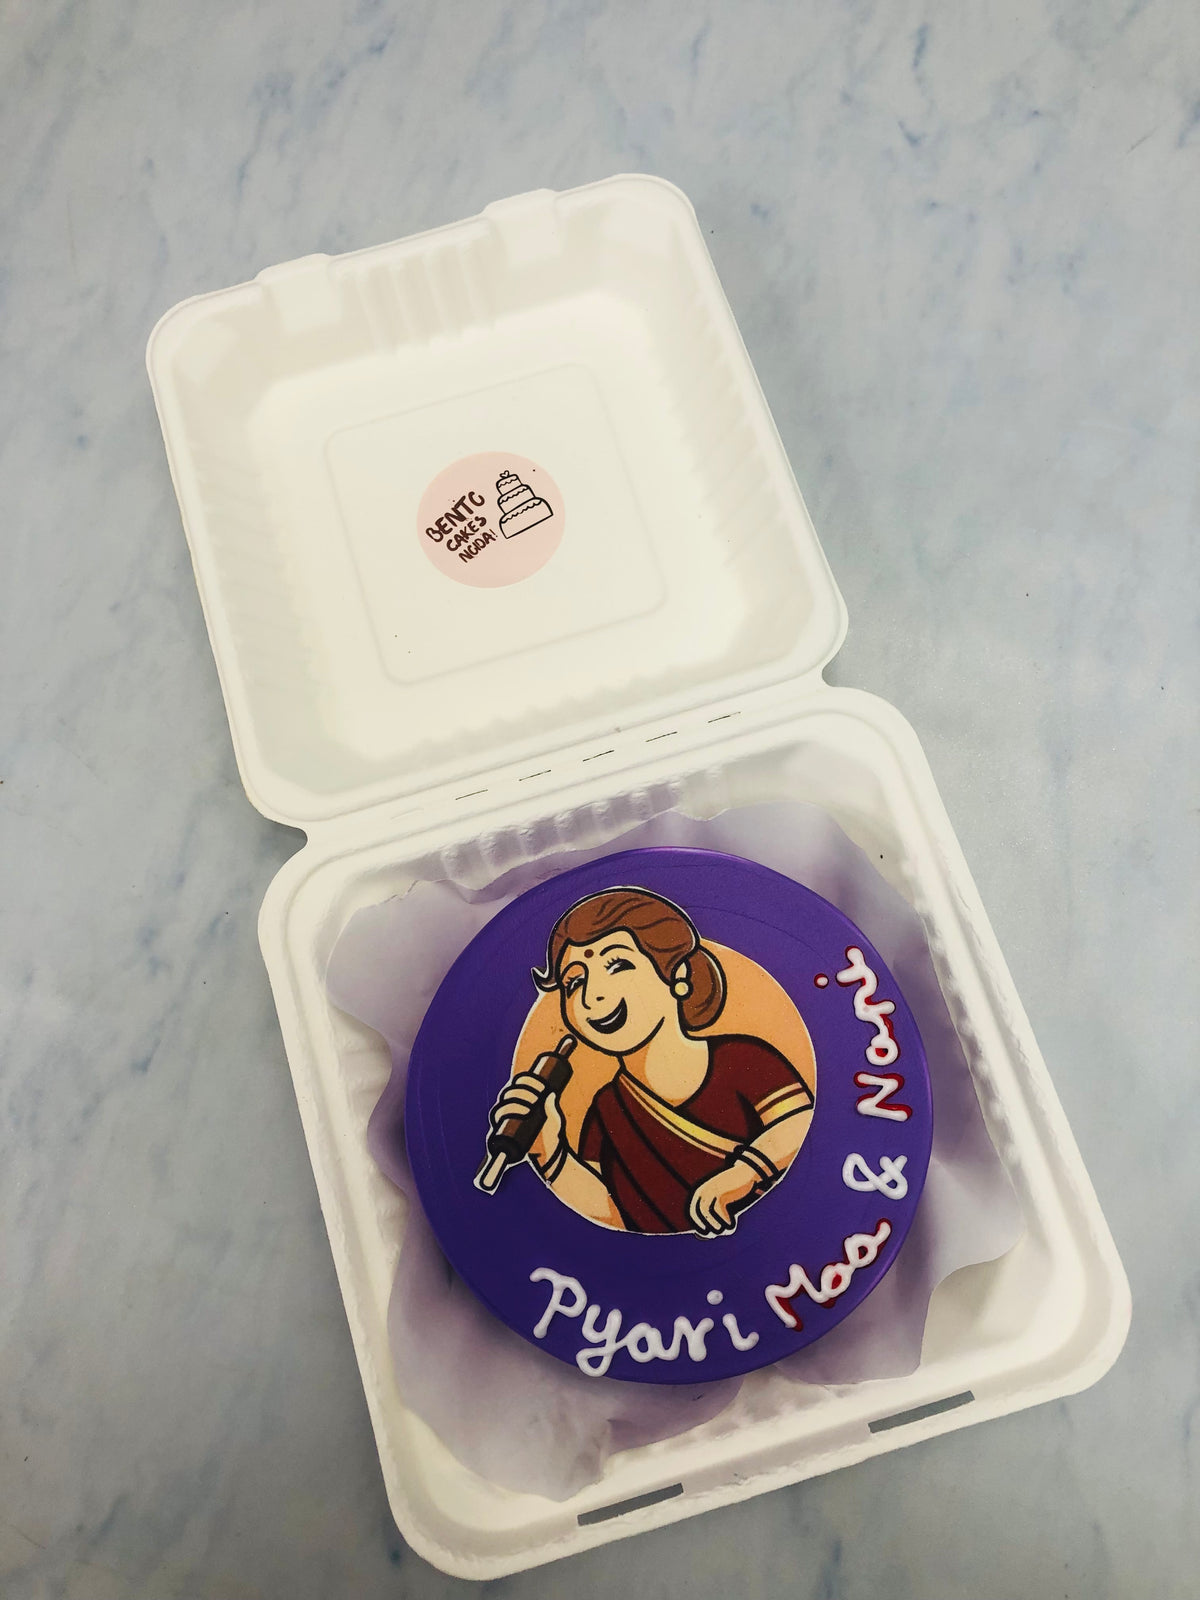 BENTO
CAKES
NOIDA!
Pyari Maa & Nani